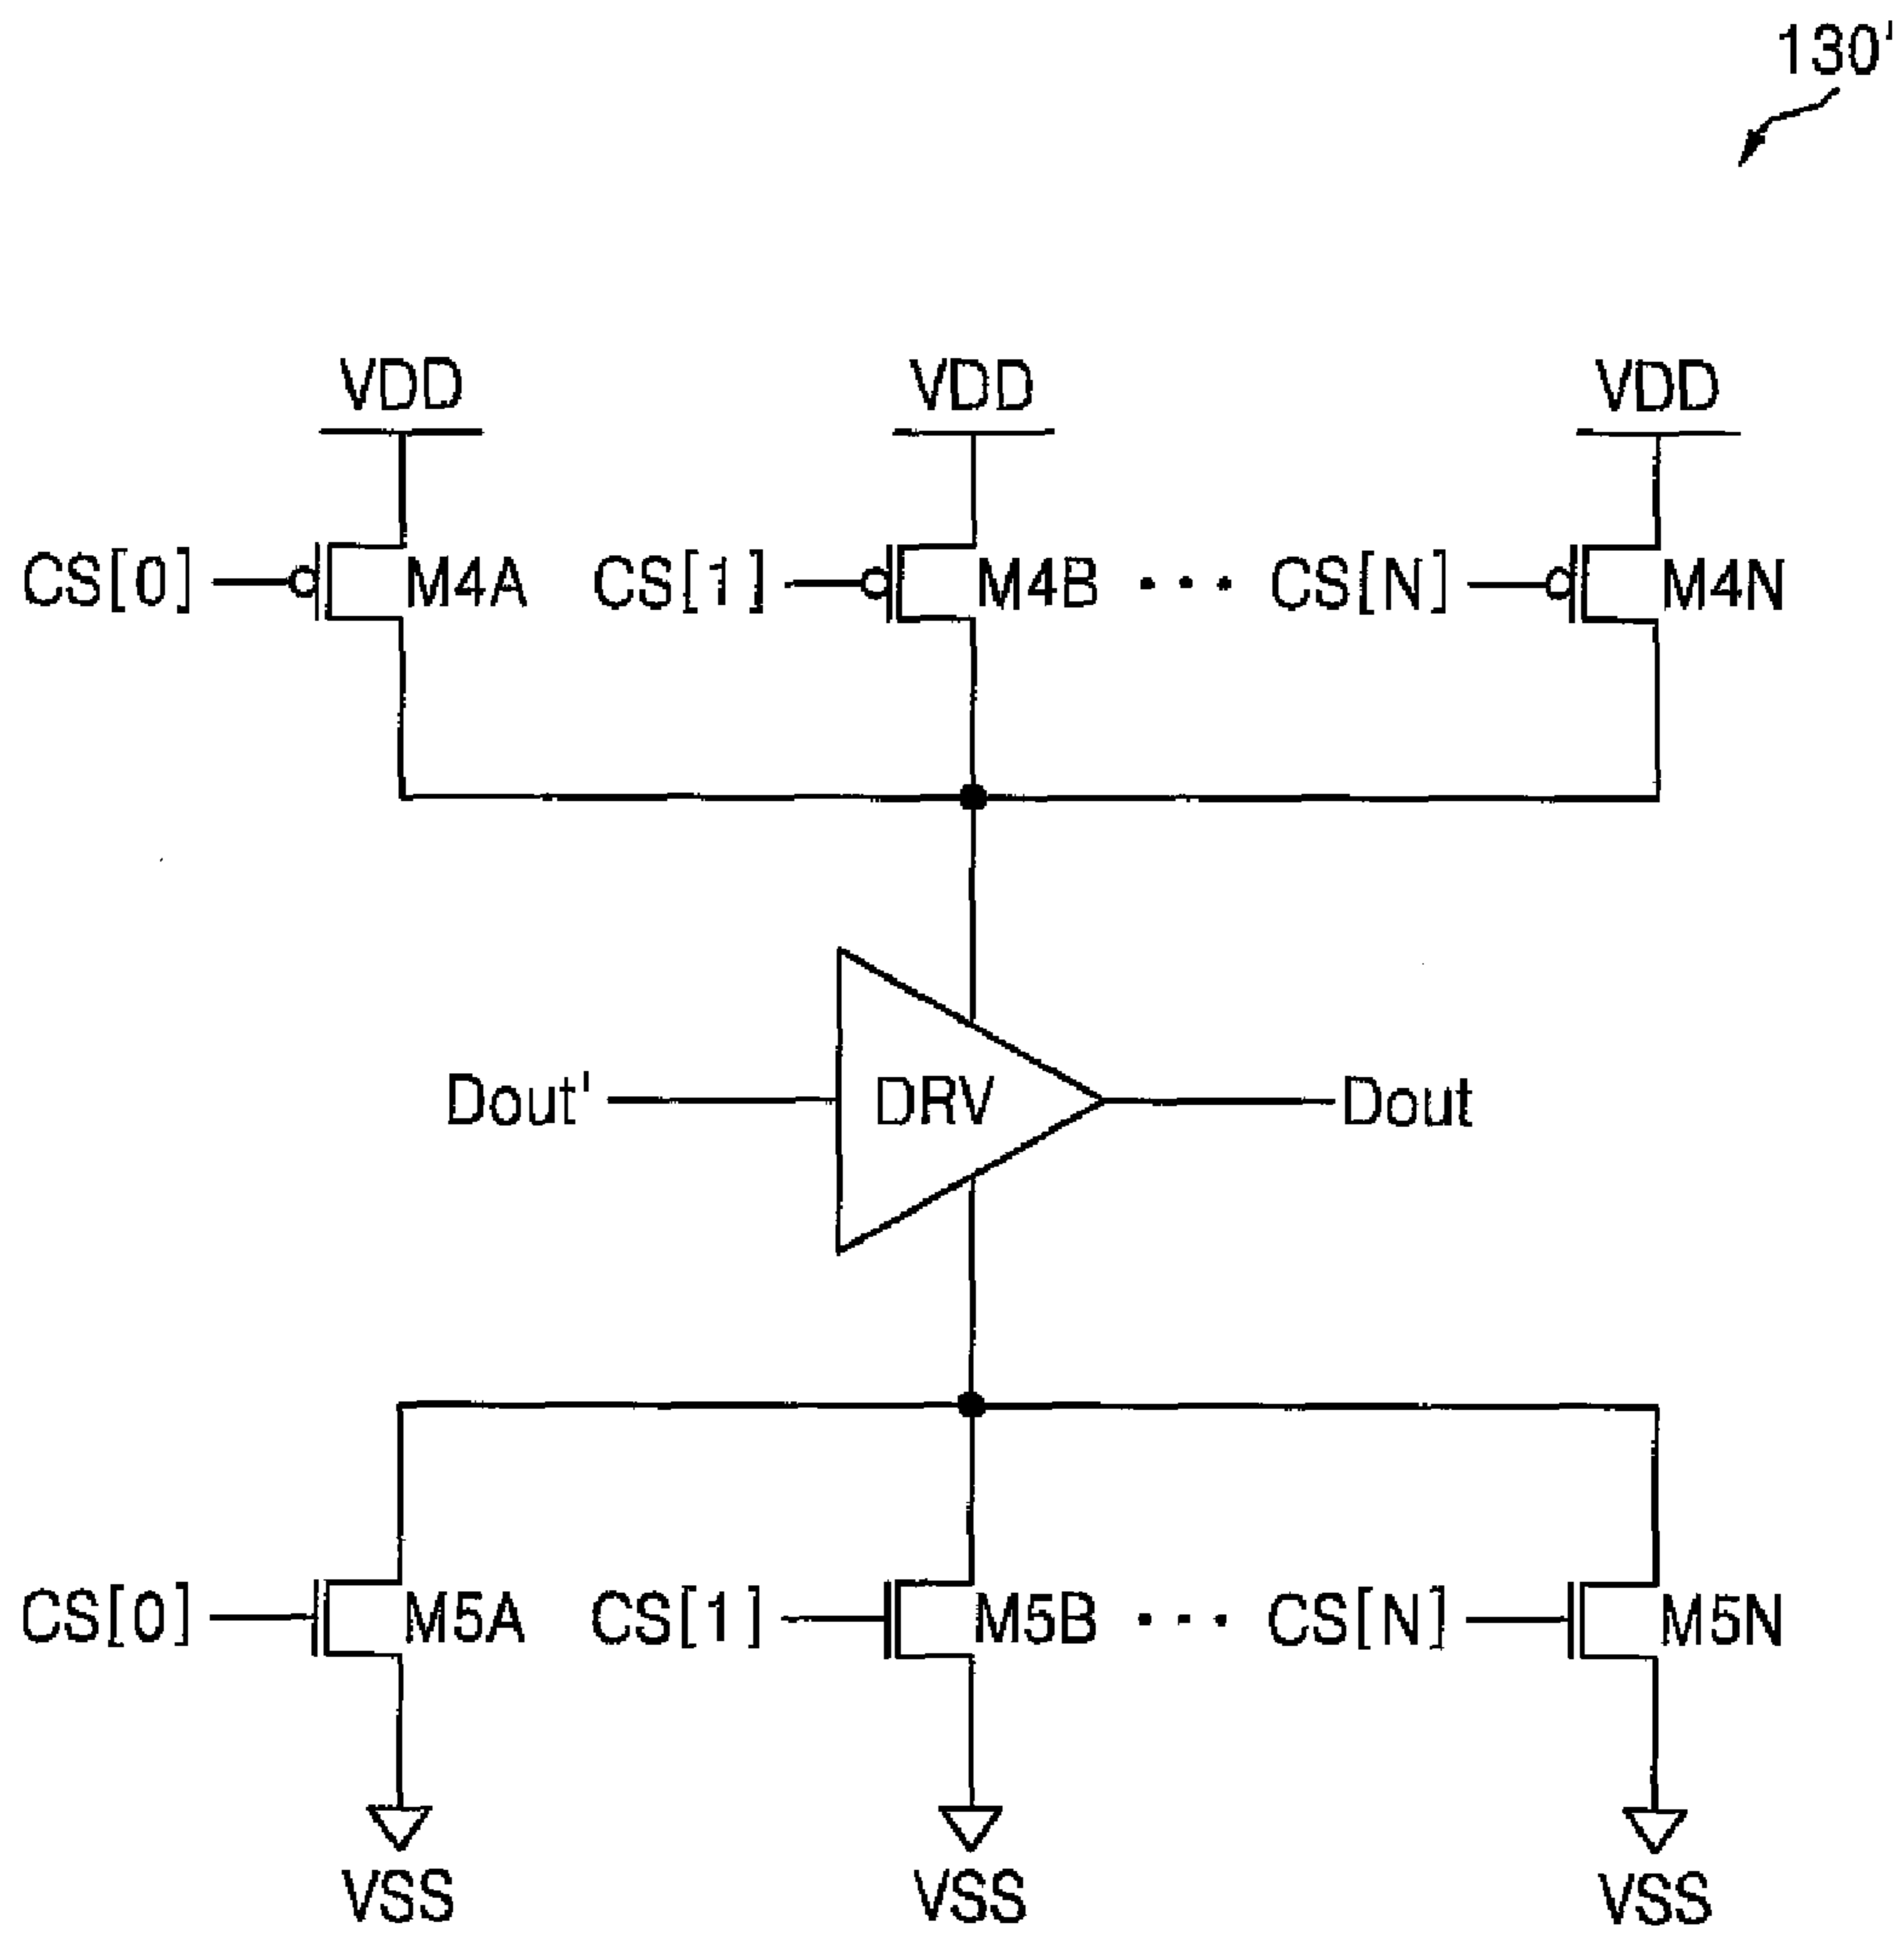 130'
VDD VDD VDD
CS[0] M4A CS[1] M4B ••• CS[N] M4N
Dout' DRV Dout
CS[0] M5A CS[1] M5B ••• CS[N] M5N
VSS VSS VSS